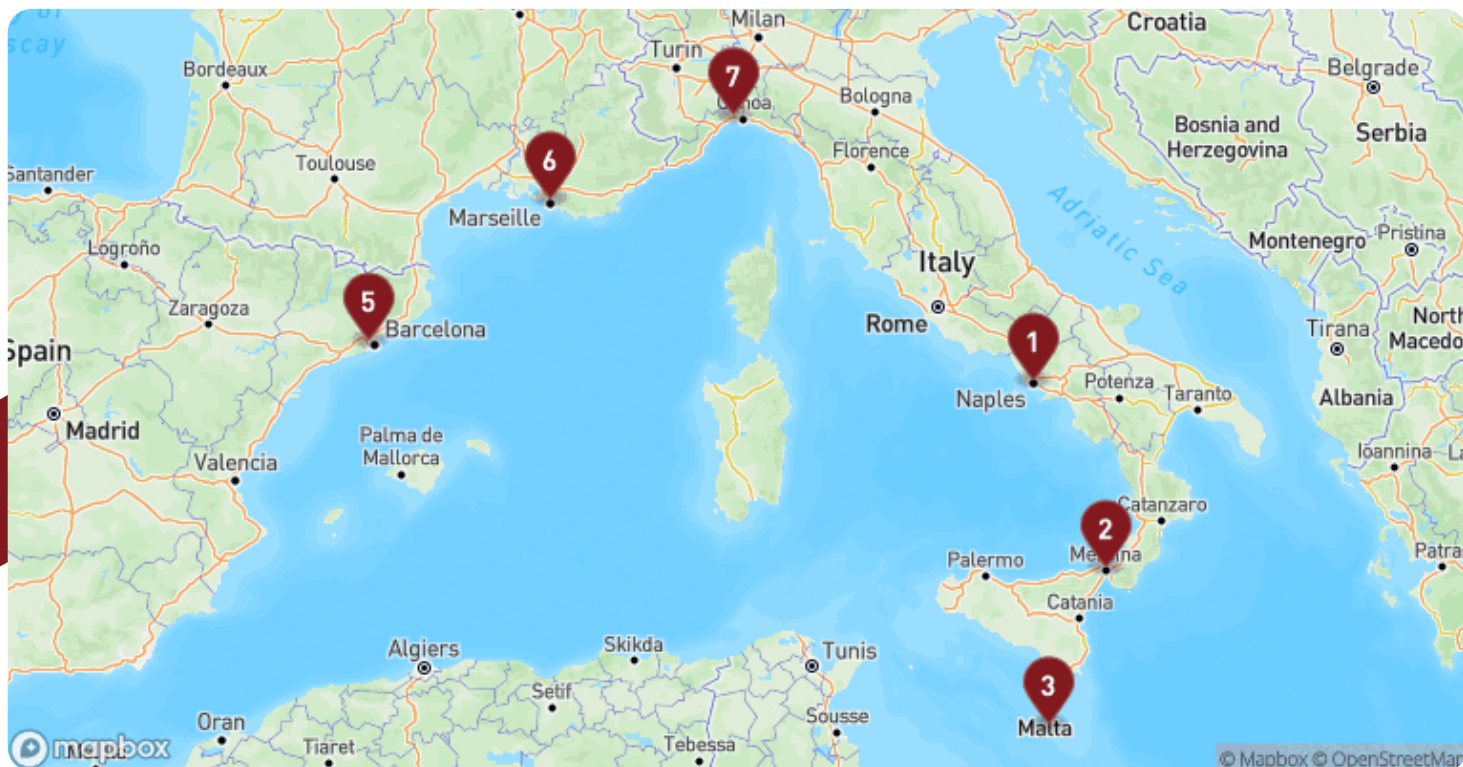 Milan
Croatia
scay
Turin
7
Bordeaux
Belgrade
Genoa
Bologna
Bosnia and
Herzegovina
Serbia
6
Florence
Toulouse
Santander
Marseille
Adriatic Sea
Pristina
Montenegro
Logroño
Italy
5
Zaragoza
Barcelona
Rome
1
North
Macedo
Tirana
Spain
Naples
Potenza
Taranto
Albania
Madrid
Palma de
Mallorca
Valencia
Ioannina
La
Catanzaro
2
Messina
Palermo
Patra
Catania
Algiers
Skikda
Tunis
3
Setif
Sousse
Malta
Oran
Tiaret
Tebessa
mapbox
© Mapbox © OpenStreetMap